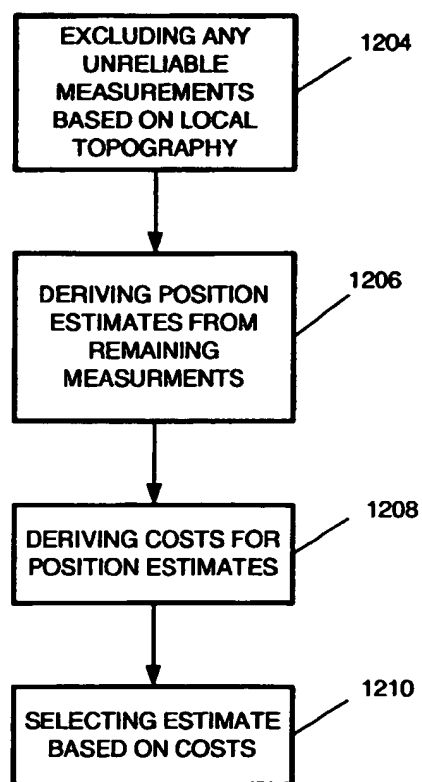 EXCLUDING ANY
UNRELIABLE
MEASUREMENTS
BASED ON LOCAL
TOPOGRAPHY
1204
DERIVING POSITION
ESTIMATES FROM
REMAINING
MEASURMENTS
1206
DERIVING COSTS FOR
POSITION ESTIMATES
1208
SELECTING ESTIMATE
BASED ON COSTS
1210